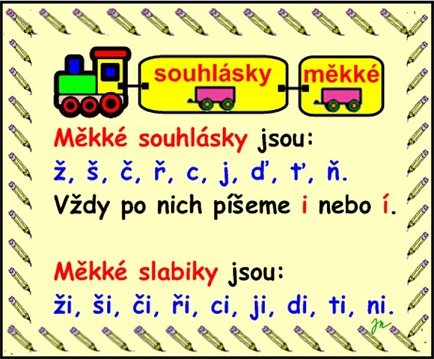 souhlásky měkké
Měkké souhlásky jsou:
ž, š, č, ř, c, j, ď, ť, ň.
Vždy po nich píšeme i nebo í.
Měkké slabiky jsou:
ži, ši, či, ři, ci, ji, di, ti, ni.